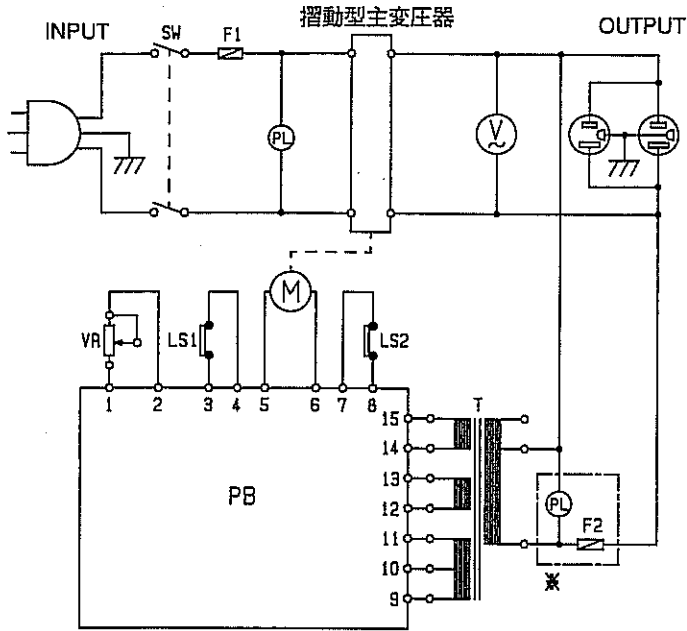 摺動型主変圧器
INPUT
SW
F1
OUTPUT
PL
V
M
VR
LS1
LS2
1 2 3 4 5 6 7 8
15
T
14
13
PB
12
PL
F2
11
10
9
※